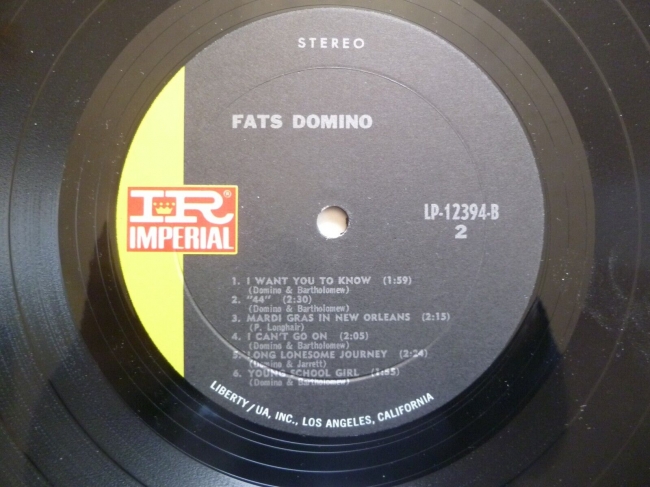 STEREO
FATS DOMINO
IR®
IMPERIAL
LP-12394-B
2
1. I WANT YOU TO KNOW (1:59)
(Domino & Bartholomew)
2. "44" (2:30)
(Domino & Bartholomew)
3. MARDI GRAS IN NEW ORLEANS (2:15)
(P. Longhair)
4. I CAN'T GO ON (2:05)
(Domino & Bartholomew)
5. LONG LONESOME JOURNEY (2:24)
(Domino & Jarrett)
6. YOUNG SCHOOL GIRL (1:55)
(Domino & Bartholomew)
LIBERTY/UA, INC., LOS ANGELES, CALIFORNIA